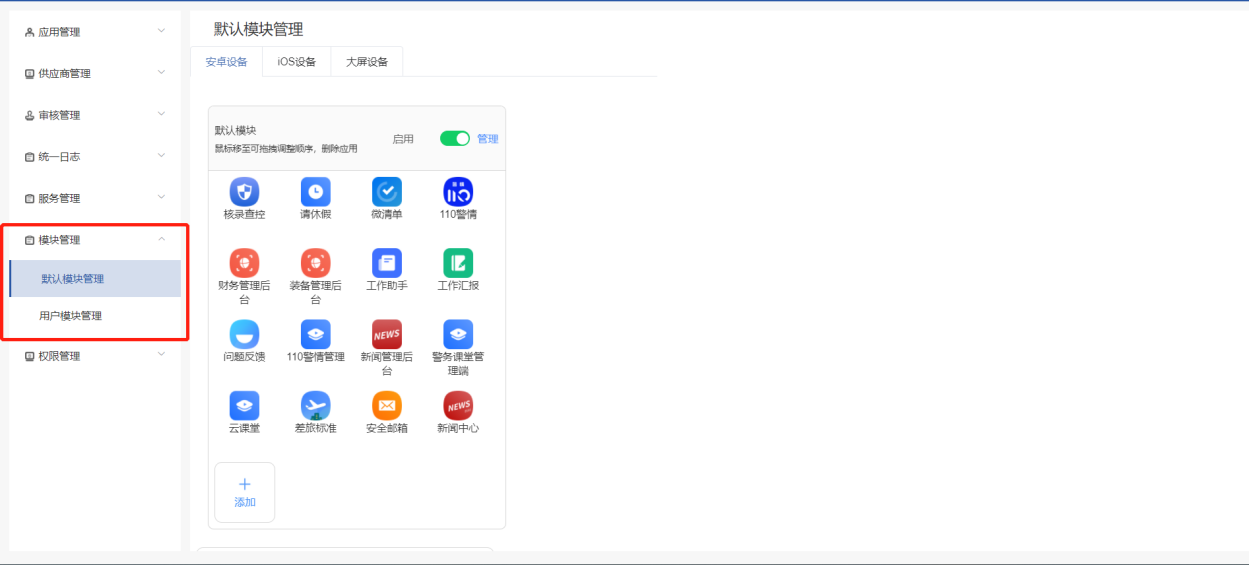 应用管理
供应商管理
审核管理
统一日志
服务管理
模块管理
默认模块管理
用户模块管理
权限管理
默认模块管理
安卓设备 iOS设备 大屏设备
默认模块
鼠标移至可拖拽调整顺序，删除应用
启用 管理
核录查控 请休假 微清单 110警情
财务管理后
台
装备管理后
台
工作助手 工作汇报
问题反馈 110警情管理
NEWS
新闻管理后
台
警务课堂管
理端
云课堂 差旅标准 安全邮箱
NEWS
新闻中心
添加